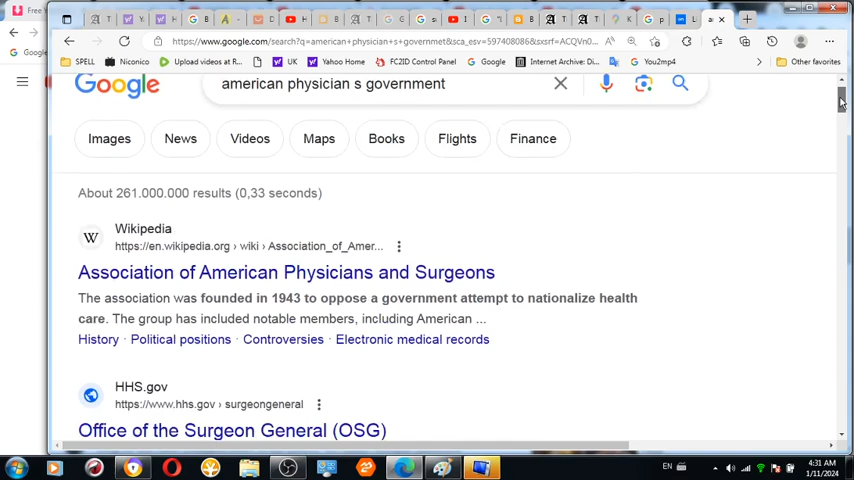 Free Y
https://www.google.com/search?q=american+physician+s+governmet&sca_esv=597408086&sxsrf=ACQVn0...
Googl
SPELL
Niconico
Upload videos at R...
UK
Yahoo Home
FC2ID Control Panel
Google
Internet Archive: Di...
You2mp4
Other favorites
Google
american physician s government
Images
News
Videos
Maps
Books
Flights
Finance
About 261.000.000 results (0,33 seconds)
W
Wikipedia
https://en.wikipedia.org › wiki › Association_of_Amer...
Association of American Physicians and Surgeons
The association was founded in 1943 to oppose a government attempt to nationalize health
care. The group has included notable members, including American ...
History · Political positions · Controversies · Electronic medical records
HHS.gov
https://www.hhs.gov › surgeongeneral
Office of the Surgeon General (OSG)
EN
4:31 AM
1/11/2024